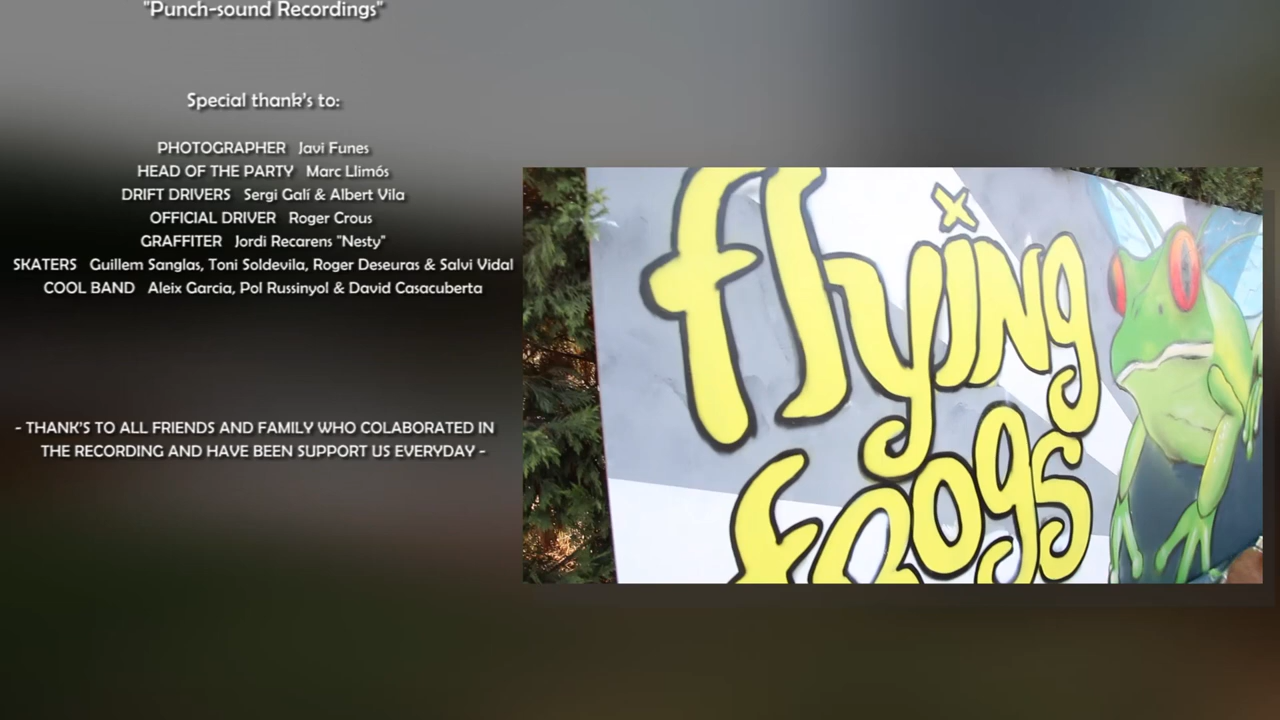 "Punch-sound Recordings"
Special thank's to:
PHOTOGRAPHER Javi Funes
HEAD OF THE PARTY Marc Llimós
DRIFT DRIVERS Sergi Galí & Albert Vila
OFFICIAL DRIVER Roger Crous
GRAFFITER Jordi Recarens "Nesty"
SKATERS Guillem Sanglas, Toni Soldevila, Roger Deseuras & Salvi Vidal
COOL BAND Aleix Garcia, Pol Russinyol & David Casacuberta
- THANK'S TO ALL FRIENDS AND FAMILY WHO COLABORATED IN
THE RECORDING AND HAVE BEEN SUPPORT US EVERYDAY -
flying
frogs